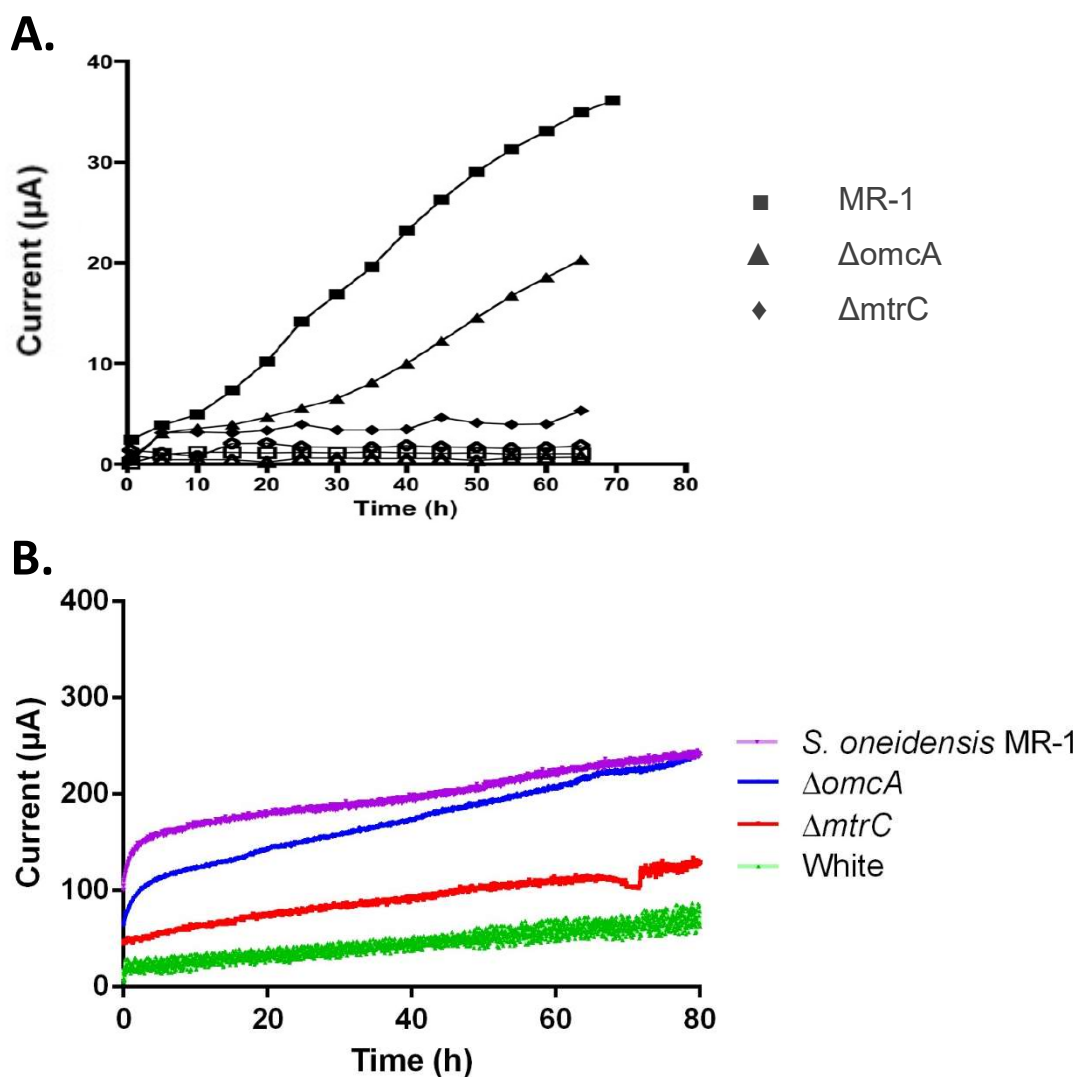 A.
40
30
20
10
0
Current (µA)
0 10 20 30 40 50 60 70 80
Time (h)
MR-1
ΔomcA
ΔmtrC
B.
400
300
200
100
0
Current (µA)
0 20 40 60 80
Time (h)
S. oneidensis MR-1
ΔomcA
ΔmtrC
White